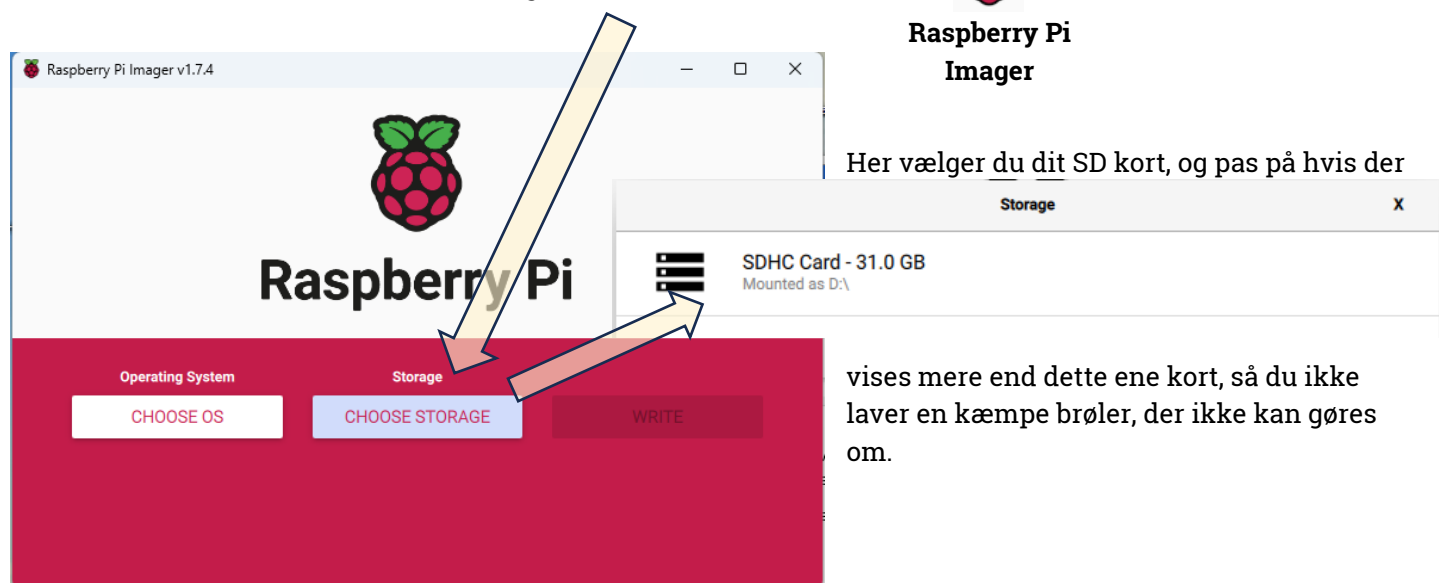 Raspberry Pi
Imager
Raspberry Pi Imager v1.7.4
Raspberry Pi
Her vælger du dit SD kort, og pas på hvis der
Storage
X
SDHC Card - 31.0 GB
Mounted as D:\
Operating System
Storage
CHOOSE OS
CHOOSE STORAGE
WRITE
vises mere end dette ene kort, så du ikke
laver en kæmpe brøler, der ikke kan gøres
om.